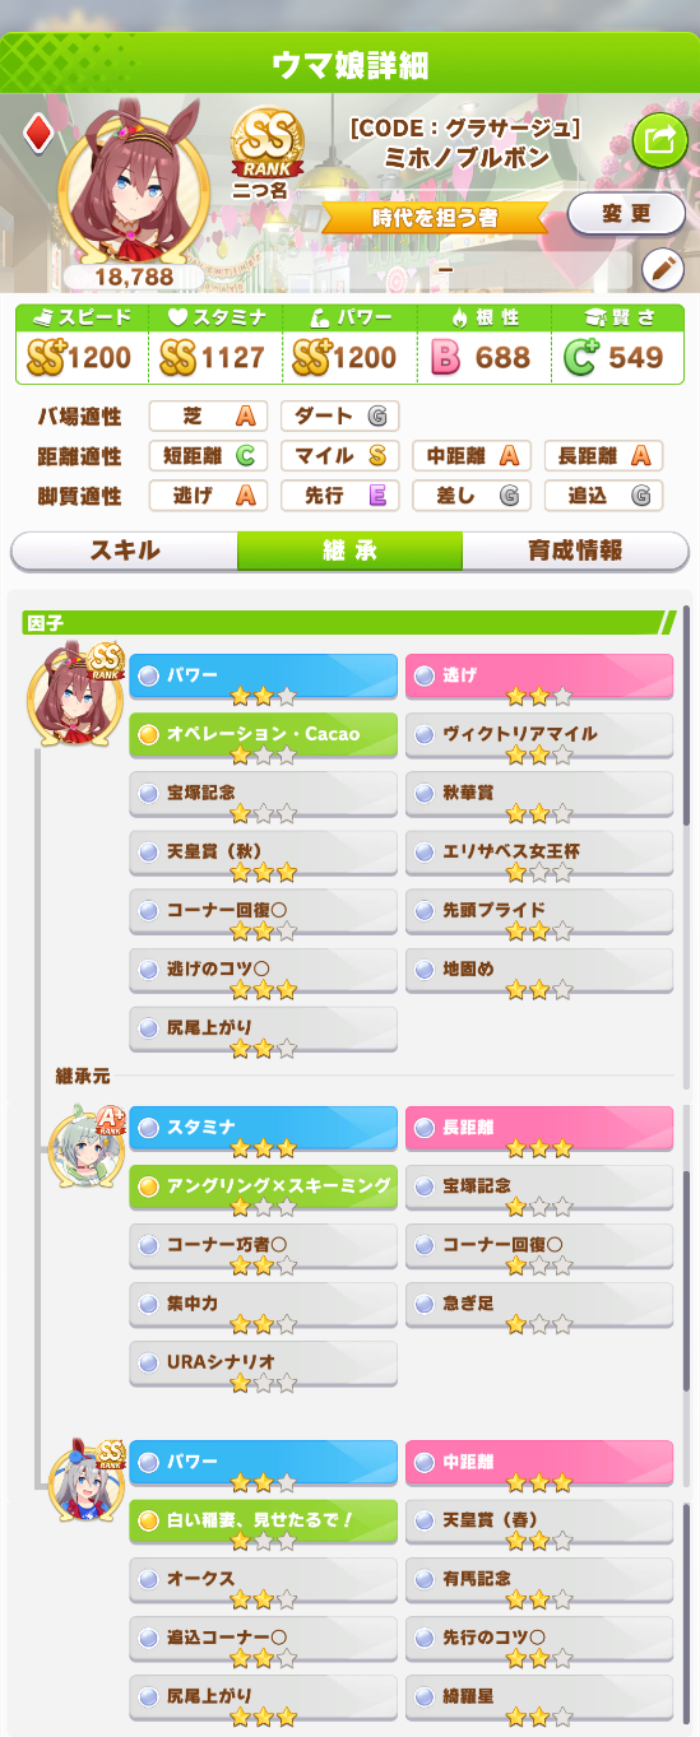 ウマ娘詳細
SS
RANK
二つ名
[CODE：グラサージュ]
ミホノブルボン
時代を担う者
変更
18,788
スピード スタミナ パワー 根性 賢さ
SS+ 1200 SS 1127 SS+ 1200 B 688 C+ 549
バ場適性 芝 A ダート G
距離適性 短距離 C マイル S 中距離 A 長距離 A
脚質適性 逃げ A 先行 E 差し G 追込 G
スキル 継承 育成情報
因子
SS RANK
パワー 逃げ
オペレーション・Cacao ヴィクトリアマイル
宝塚記念 秋華賞
天皇賞（秋） エリザベス女王杯
コーナー回復○ 先頭プライド
逃げのコツ○ 地固め
尻尾上がり
継承元
A+ RANK
スタミナ 長距離
アングリング×スキーミング 宝塚記念
コーナー巧者○ コーナー回復○
集中力 急ぎ足
URAシナリオ
SS RANK
パワー 中距離
白い稲妻、見せたるで！ 天皇賞（春）
オークス 有馬記念
追込コーナー○ 先行のコツ○
尻尾上がり 綺羅星